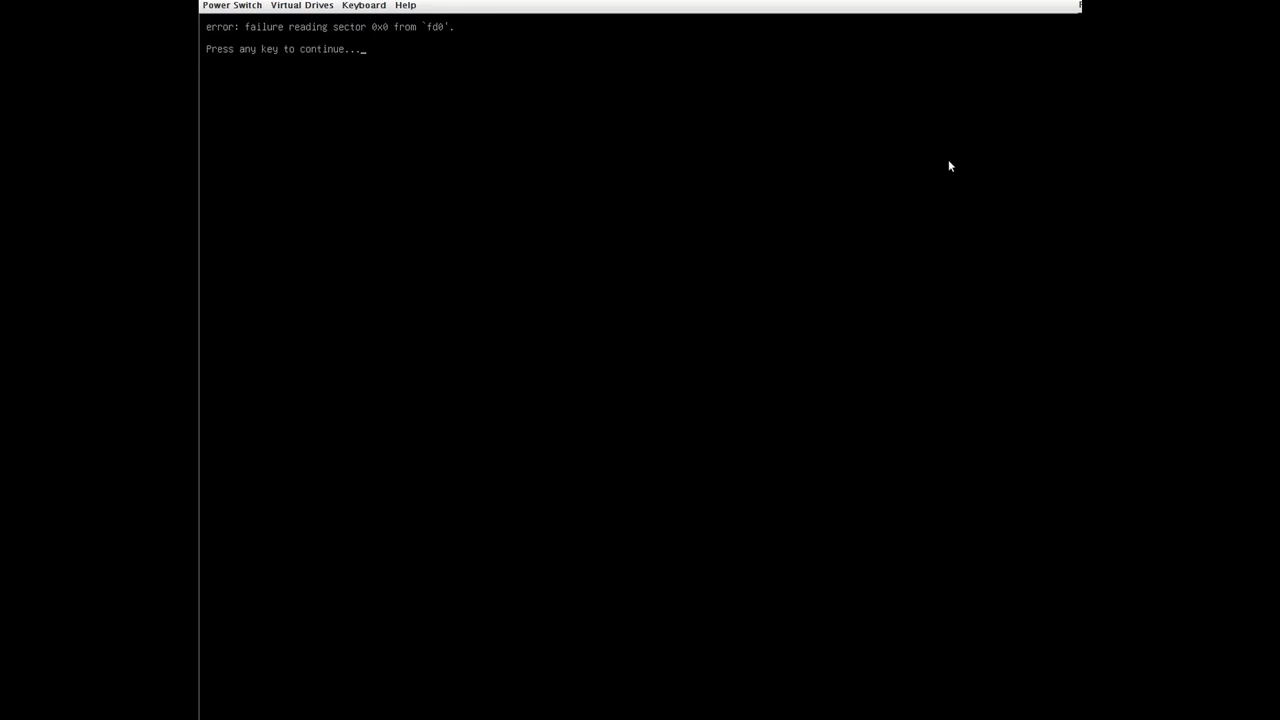 Power Switch Virtual Drives Keyboard Help
error: failure reading sector 0x0 from `fd0'.
Press any key to continue..._